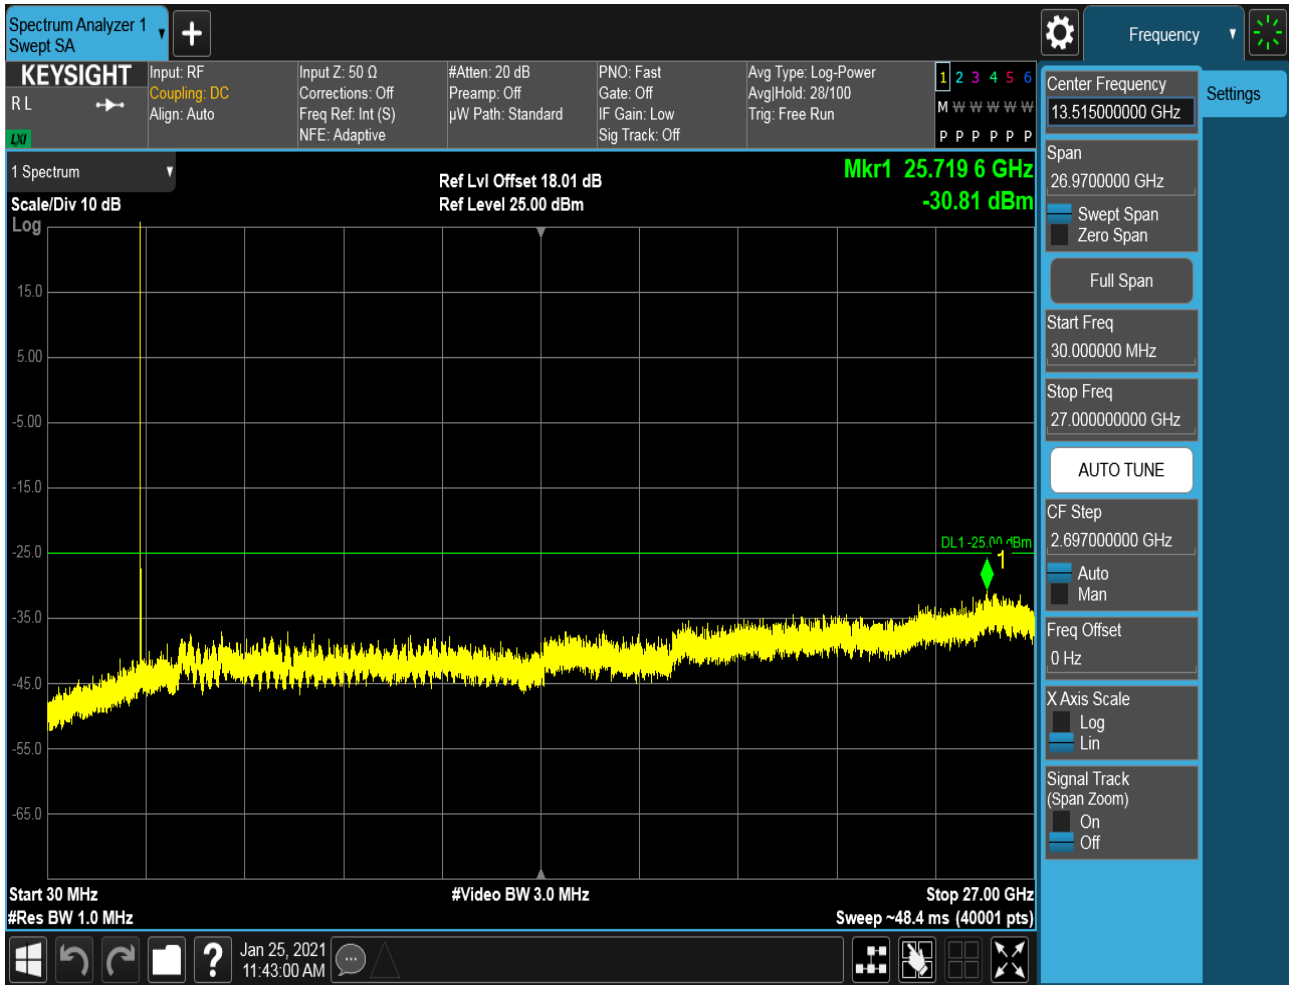 Spectrum Analyzer 1
Swept SA
Frequency
KEYSIGHT
R L
LXI
Input: RF
Coupling: DC
Align: Auto
Input Z: 50 Ω
Corrections: Off
Freq Ref: Int (S)
NFE: Adaptive
#Atten: 20 dB
Preamp: Off
µW Path: Standard
PNO: Fast
Gate: Off
IF Gain: Low
Sig Track: Off
Avg Type: Log-Power
Avg|Hold: 28/100
Trig: Free Run
1 2 3 4 5 6
M W W W W W
P P P P P P
Center Frequency
13.515000000 GHz
Settings
Span
26.9700000 GHz
Swept Span
Zero Span
Full Span
Start Freq
30.000000 MHz
Stop Freq
27.000000000 GHz
AUTO TUNE
CF Step
2.697000000 GHz
Auto
Man
Freq Offset
0 Hz
X Axis Scale
Log
Lin
Signal Track
(Span Zoom)
On
Off
1 Spectrum
Scale/Div 10 dB
Log
Ref Lvl Offset 18.01 dB
Ref Level 25.00 dBm
Mkr1 25.719 6 GHz
-30.81 dBm
15.0
5.00
-5.00
-15.0
-25.0
-35.0
-45.0
-55.0
-65.0
DL1 -25.00 dBm
1
Start 30 MHz
#Res BW 1.0 MHz
#Video BW 3.0 MHz
Stop 27.00 GHz
Sweep ~48.4 ms (40001 pts)
?
Jan 25, 2021
11:43:00 AM